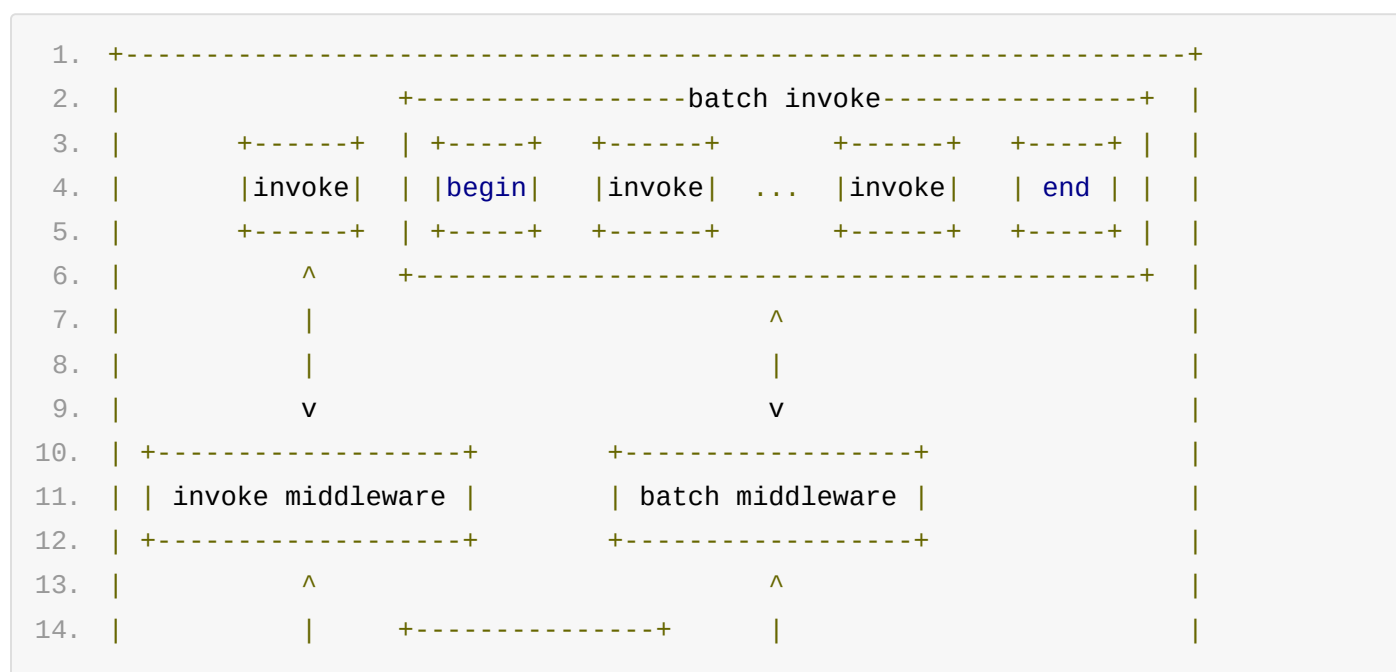 1. +------------------------------------------------------------------+
2. |                 +-----------------batch invoke----------------+  |
3. |       +------+  | +-----+   +------+       +------+   +-----+ |  |
4. |       |invoke|  | |begin|   |invoke|  ...  |invoke|   | end | |  |
5. |       +------+  | +-----+   +------+       +------+   +-----+ |  |
6. |           ^     +---------------------------------------------+  |
7. |           |                            ^                         |
8. |           |                            |                         |
9. |           v                            v                         |
10. | +-------------------+        +------------------+                |
11. | | invoke middleware |        | batch middleware |                |
12. | +-------------------+        +------------------+                |
13. |           ^                            ^                         |
14. |           |     +---------------+      |                         |